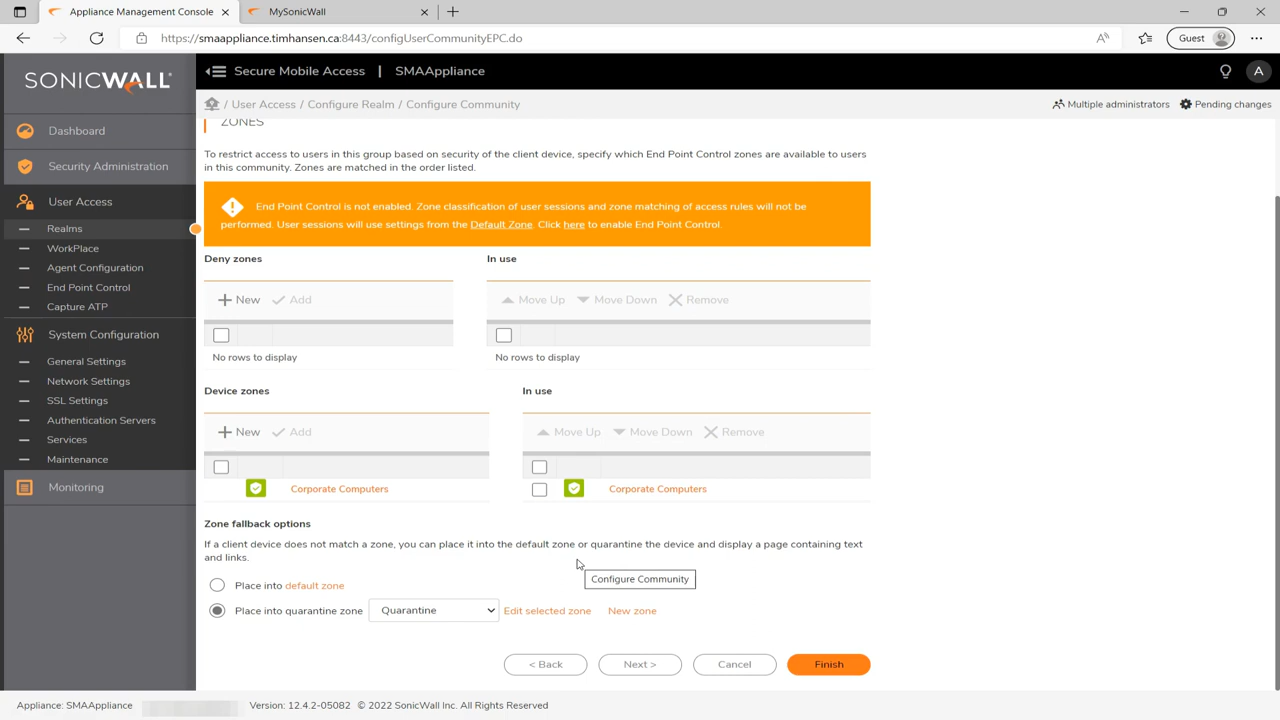 Appliance Management Console
MySonicWall
https://smaappliance.timhansen.ca:8443/configUserCommunityEPC.do
Guest
SONICWALL
Secure Mobile Access | SMAAppliance
A
/ User Access / Configure Realm / Configure Community
Multiple administrators
Pending changes
Dashboard
Security Administration
User Access
Realms
WorkPlace
Agent Configuration
End Point Control
Capture ATP
System Configuration
General Settings
Network Settings
SSL Settings
Authentication Servers
Services
Maintenance
Monitoring
ZONES
To restrict access to users in this group based on security of the client device, specify which End Point Control zones are available to users
in this community. Zones are matched in the order listed.
End Point Control is not enabled. Zone classification of user sessions and zone matching of access rules will not be
performed. User sessions will use settings from the Default Zone. Click here to enable End Point Control.
Deny zones
In use
New Add
Move Up Move Down Remove
No rows to display
No rows to display
Device zones
In use
New Add
Move Up Move Down Remove
Corporate Computers
Corporate Computers
Zone fallback options
If a client device does not match a zone, you can place it into the default zone or quarantine the device and display a page containing text
and links.
Configure Community
Place into default zone
Place into quarantine zone Quarantine Edit selected zone New zone
< Back Next > Cancel Finish
Appliance: SMAAppliance Version: 12.4.2-05082 © 2022 SonicWall Inc. All Rights Reserved